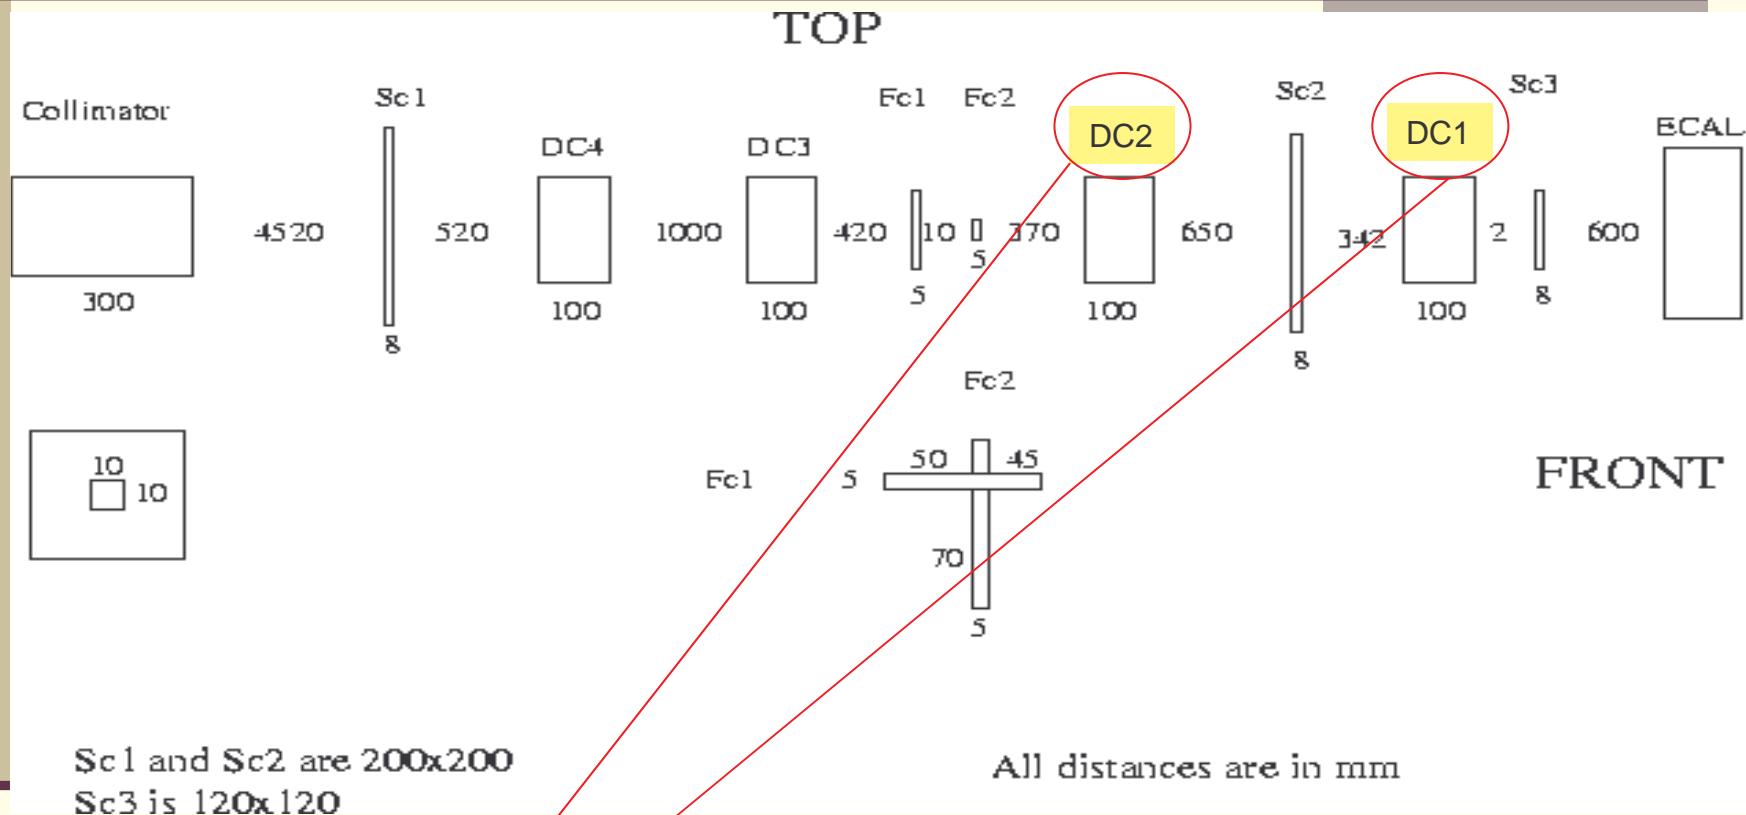 TOP
Collimator
Sc1
DC4
DC3
Fc1
Fc2
DC2
Sc2
DC1
Sc3
ECAL
4520
520
1000
420
10
370
650
342
2
600
300
8
100
100
5
5
100
8
100
8
Fc2
10
10
Fc1
5
50
45
70
5
FRONT
Sc1 and Sc2 are 200x200
All distances are in mm
Sc3 is 120x120